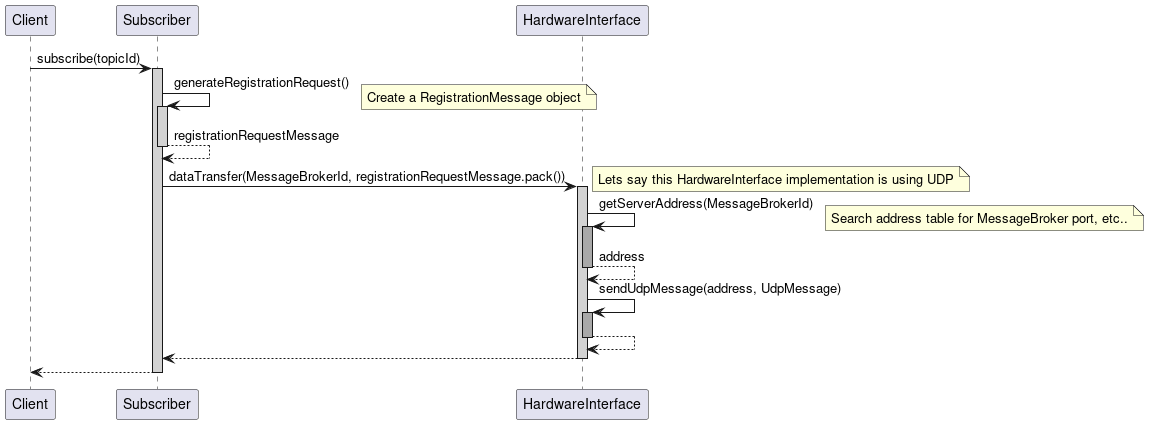 Client
Subscriber
HardwareInterface
subscribe(topicId)
generateRegistrationRequest()
Create a RegistrationMessage object
registrationRequestMessage
dataTransfer(MessageBrokerId, registrationRequestMessage.pack())
Lets say this HardwareInterface implementation is using UDP
getServerAddress(MessageBrokerId)
Search address table for MessageBroker port, etc..
address
sendUdpMessage(address, UdpMessage)
Client
Subscriber
HardwareInterface